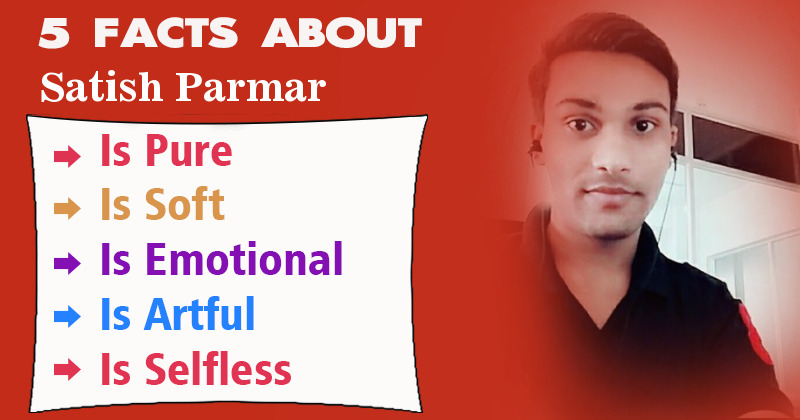 5 FACTS ABOUT
Satish Parmar
Is Pure
Is Soft
Is Emotional
Is Artful
Is Selfless